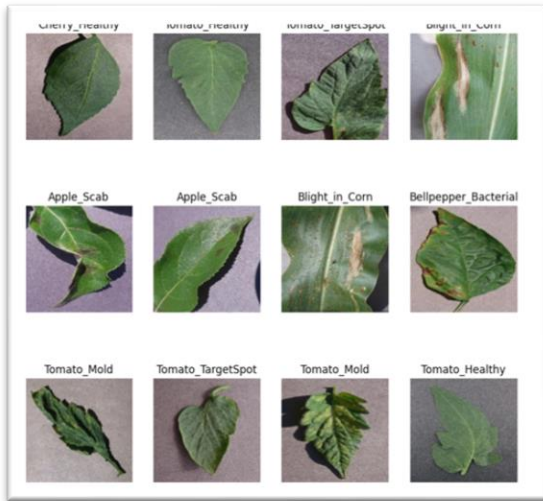 Cherry_Healthy Tomato_Healthy Tomato_TargetSpot Blight_in_Corn
Apple_Scab Apple_Scab Blight_in_Corn Bellpepper_Bacterial
Tomato_Mold Tomato_TargetSpot Tomato_Mold Tomato_Healthy